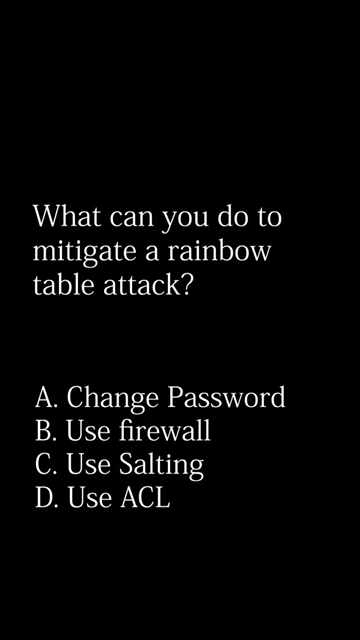 What can you do to
mitigate a rainbow
table attack?
A. Change Password
B. Use firewall
C. Use Salting
D. Use ACL